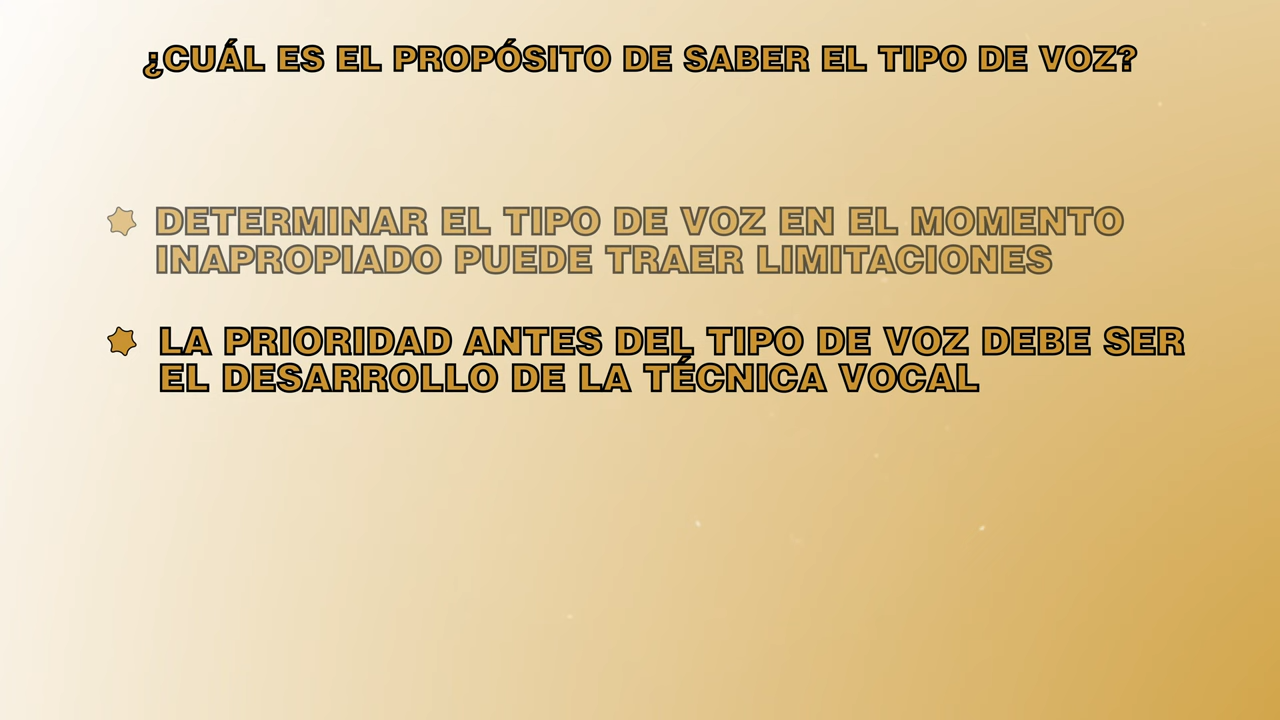 ¿CUÁL ES EL PROPÓSITO DE SABER EL TIPO DE VOZ?
DETERMINAR EL TIPO DE VOZ EN EL MOMENTO
INAPROPIADO PUEDE TRAER LIMITACIONES
LA PRIORIDAD ANTES DEL TIPO DE VOZ DEBE SER
EL DESARROLLO DE LA TÉCNICA VOCAL